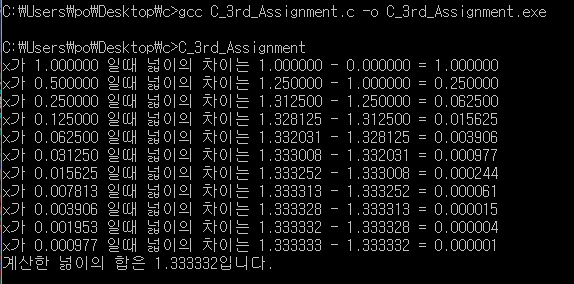 C:₩Users₩po₩Desktop₩c>gcc C_3rd_Assignment.c -o C_3rd_Assignment.exe
C:₩Users₩po₩Desktop₩c>C_3rd_Assignment
x가 1.000000 일때 넓이의 차이는 1.000000 - 0.000000 = 1.000000
x가 0.500000 일때 넓이의 차이는 1.250000 - 1.000000 = 0.250000
x가 0.250000 일때 넓이의 차이는 1.312500 - 1.250000 = 0.062500
x가 0.125000 일때 넓이의 차이는 1.328125 - 1.312500 = 0.015625
x가 0.062500 일때 넓이의 차이는 1.332031 - 1.328125 = 0.003906
x가 0.031250 일때 넓이의 차이는 1.333008 - 1.332031 = 0.000977
x가 0.015625 일때 넓이의 차이는 1.333252 - 1.333008 = 0.000244
x가 0.007813 일때 넓이의 차이는 1.333313 - 1.333252 = 0.000061
x가 0.003906 일때 넓이의 차이는 1.333328 - 1.333313 = 0.000015
x가 0.001953 일때 넓이의 차이는 1.333332 - 1.333328 = 0.000004
x가 0.000977 일때 넓이의 차이는 1.333333 - 1.333332 = 0.000001
계산한 넓이의 합은 1.333332입니다.